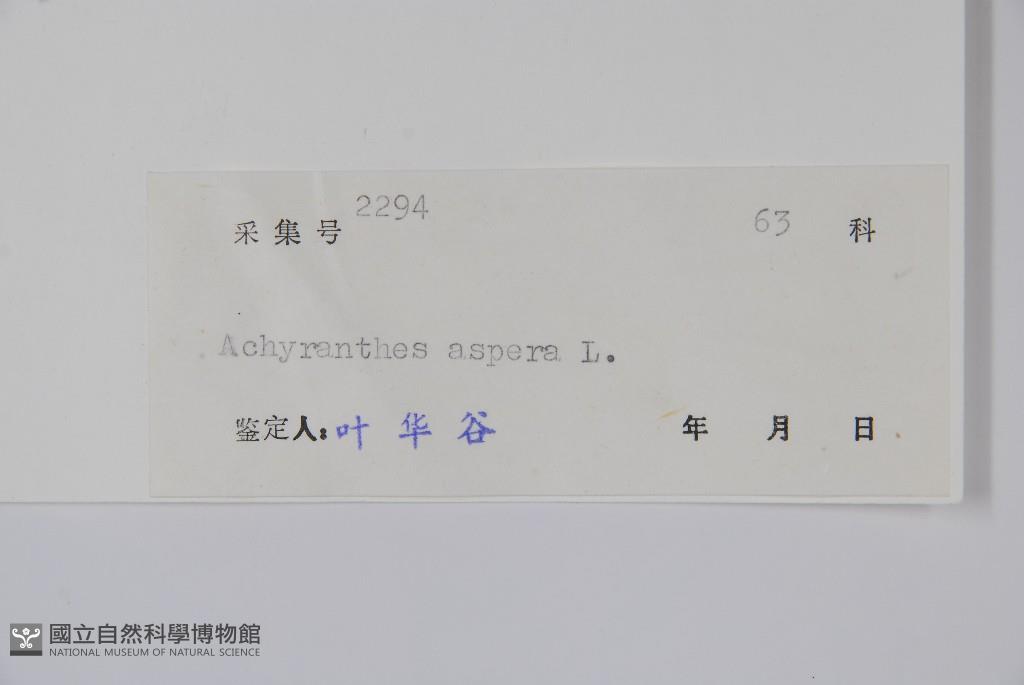 采集号 2294 63 科
Achyranthes aspera L.
鉴定人:叶华谷 年 月 日
國立自然科學博物館
NATIONAL MUSEUM OF NATURAL SCIENCE